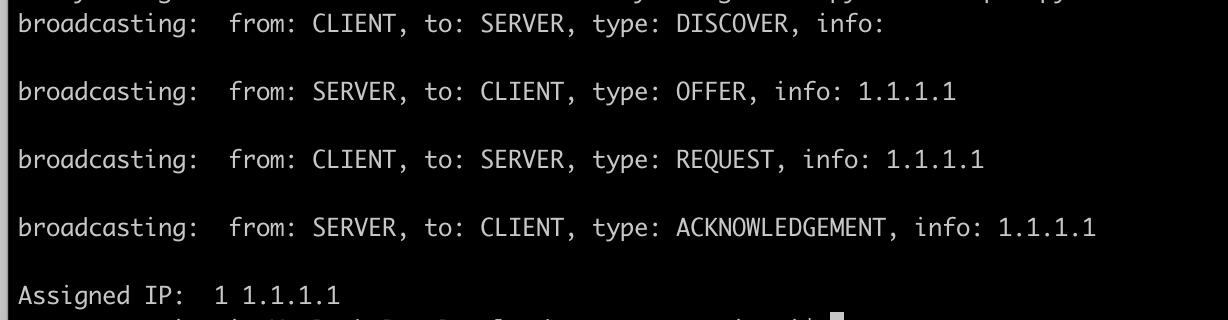 broadcasting:  from: CLIENT, to: SERVER, type: DISCOVER, info:
broadcasting:  from: SERVER, to: CLIENT, type: OFFER, info: 1.1.1.1
broadcasting:  from: CLIENT, to: SERVER, type: REQUEST, info: 1.1.1.1
broadcasting:  from: SERVER, to: CLIENT, type: ACKNOWLEDGEMENT, info: 1.1.1.1
Assigned IP:  1 1.1.1.1